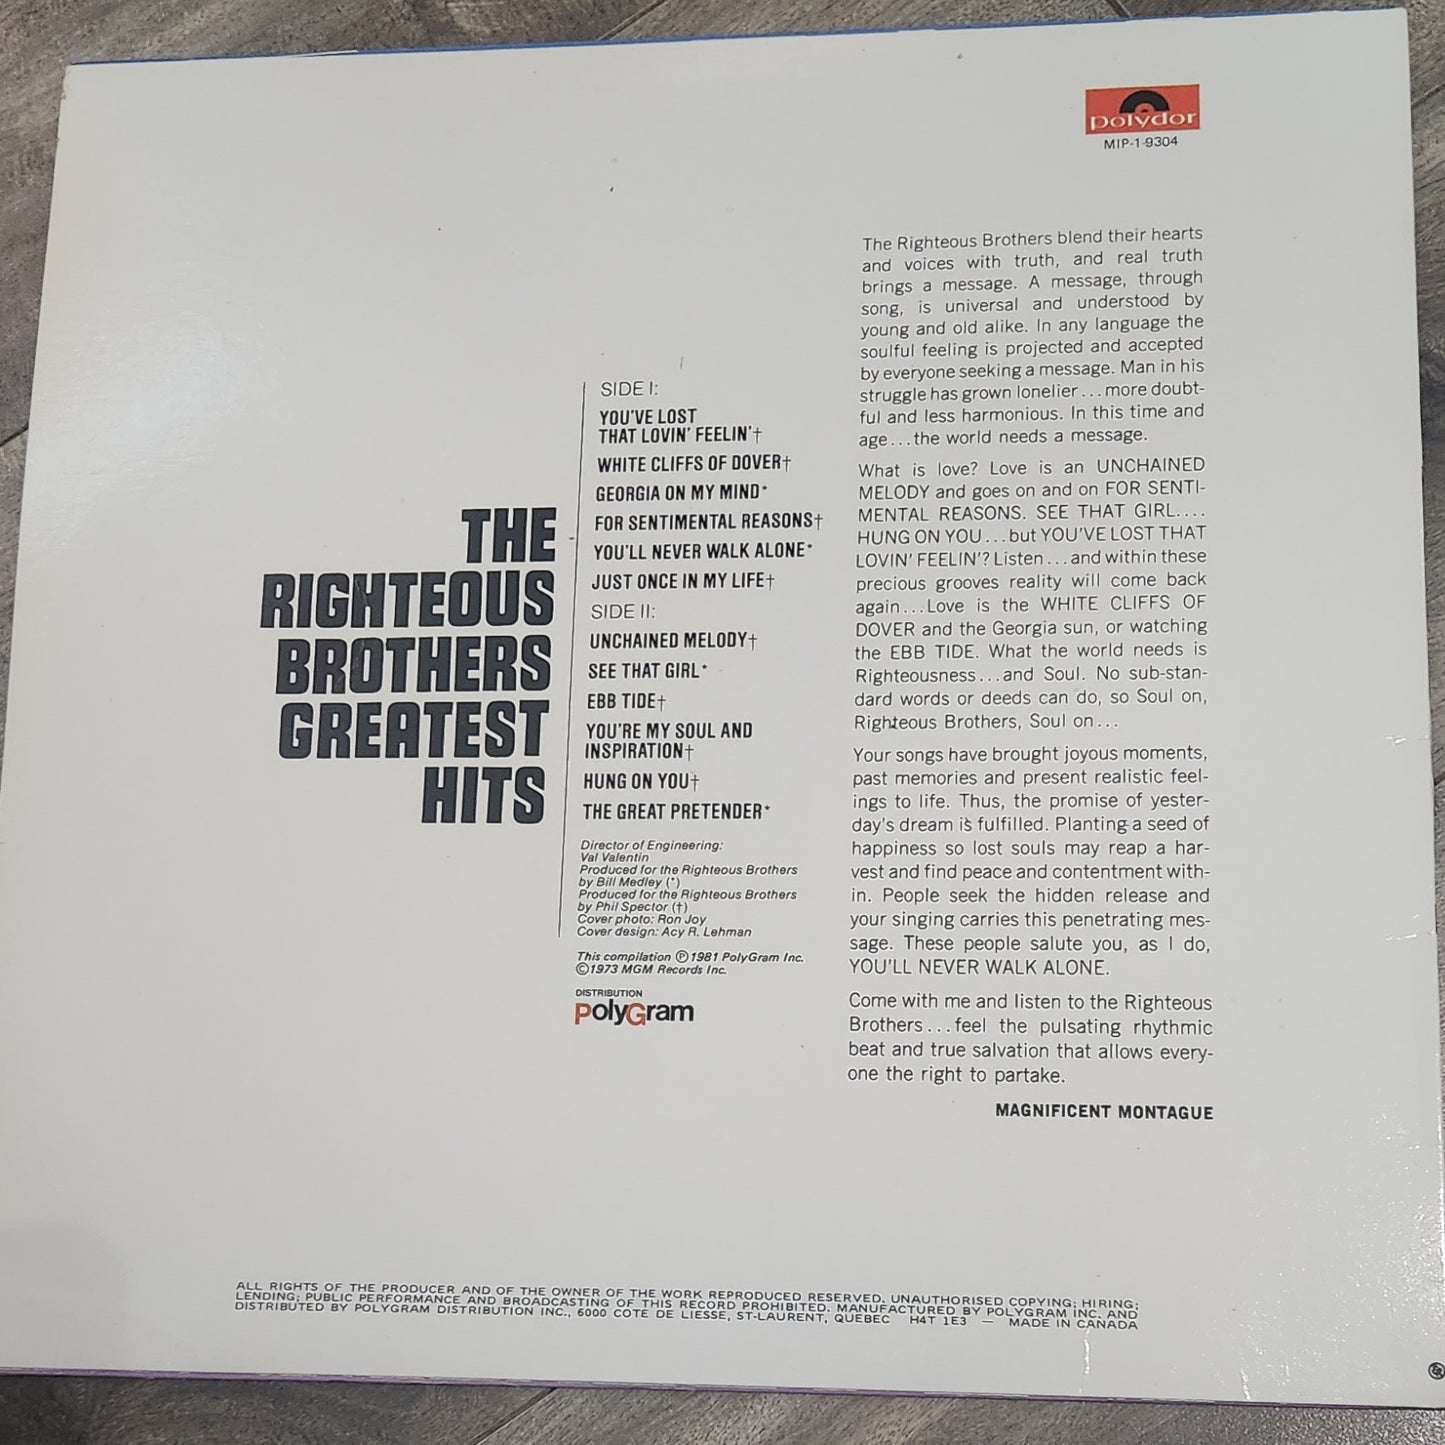 polydor
MIP-1-9304
THE
RIGHTEOUS
BROTHERS
GREATEST
HITS
SIDE I:
YOU'VE LOST
THAT LOVIN' FEELIN'†
WHITE CLIFFS OF DOVER†
GEORGIA ON MY MIND*
FOR SENTIMENTAL REASONS†
YOU'LL NEVER WALK ALONE*
JUST ONCE IN MY LIFE†
SIDE II:
UNCHAINED MELODY†
SEE THAT GIRL*
EBB TIDE†
YOU'RE MY SOUL AND
INSPIRATION†
HUNG ON YOU†
THE GREAT PRETENDER*
Director of Engineering:
Val Valentin
Produced for the Righteous Brothers
by Bill Medley (*)
Produced for the Righteous Brothers
by Phil Spector (†)
Cover photo: Ron Joy
Cover design: Acy R. Lehman
This compilation ℗1981 PolyGram Inc.
©1973 MGM Records Inc.
DISTRIBUTION
PolyGram
The Righteous Brothers blend their hearts
and voices with truth, and real truth
brings a message. A message, through
song, is universal and understood by
young and old alike. In any language the
soulful feeling is projected and accepted
by everyone seeking a message. Man in his
struggle has grown lonelier...more doubt-
ful and less harmonious. In this time and
age...the world needs a message.
What is love? Love is an UNCHAINED
MELODY and goes on and on FOR SENTI-
MENTAL REASONS. SEE THAT GIRL....
HUNG ON YOU...but YOU'VE LOST THAT
LOVIN' FEELIN'? Listen...and within these
precious grooves reality will come back
again...Love is the WHITE CLIFFS OF
DOVER and the Georgia sun, or watching
the EBB TIDE. What the world needs is
Righteousness...and Soul. No sub-stan-
dard words or deeds can do, so Soul on,
Righteous Brothers, Soul on...
Your songs have brought joyous moments,
past memories and present realistic feel-
ings to life. Thus, the promise of yester-
day's dream is fulfilled. Planting a seed of
happiness so lost souls may reap a har-
vest and find peace and contentment with-
in. People seek the hidden release and
your singing carries this penetrating mes-
sage. These people salute you, as I do,
YOU'LL NEVER WALK ALONE.
Come with me and listen to the Righteous
Brothers...feel the pulsating rhythmic
beat and true salvation that allows every-
one the right to partake.
MAGNIFICENT MONTAGUE
ALL RIGHTS OF THE PRODUCER AND OF THE OWNER OF THE WORK REPRODUCED RESERVED. UNAUTHORISED COPYING; HIRING;
LENDING; PUBLIC PERFORMANCE AND BROADCASTING OF THIS RECORD PROHIBITED. MANUFACTURED BY POLYGRAM INC. AND
DISTRIBUTED BY POLYGRAM DISTRIBUTION INC., 6000 COTE DE LIESSE, ST-LAURENT, QUEBEC H4T 1E3 — MADE IN CANADA